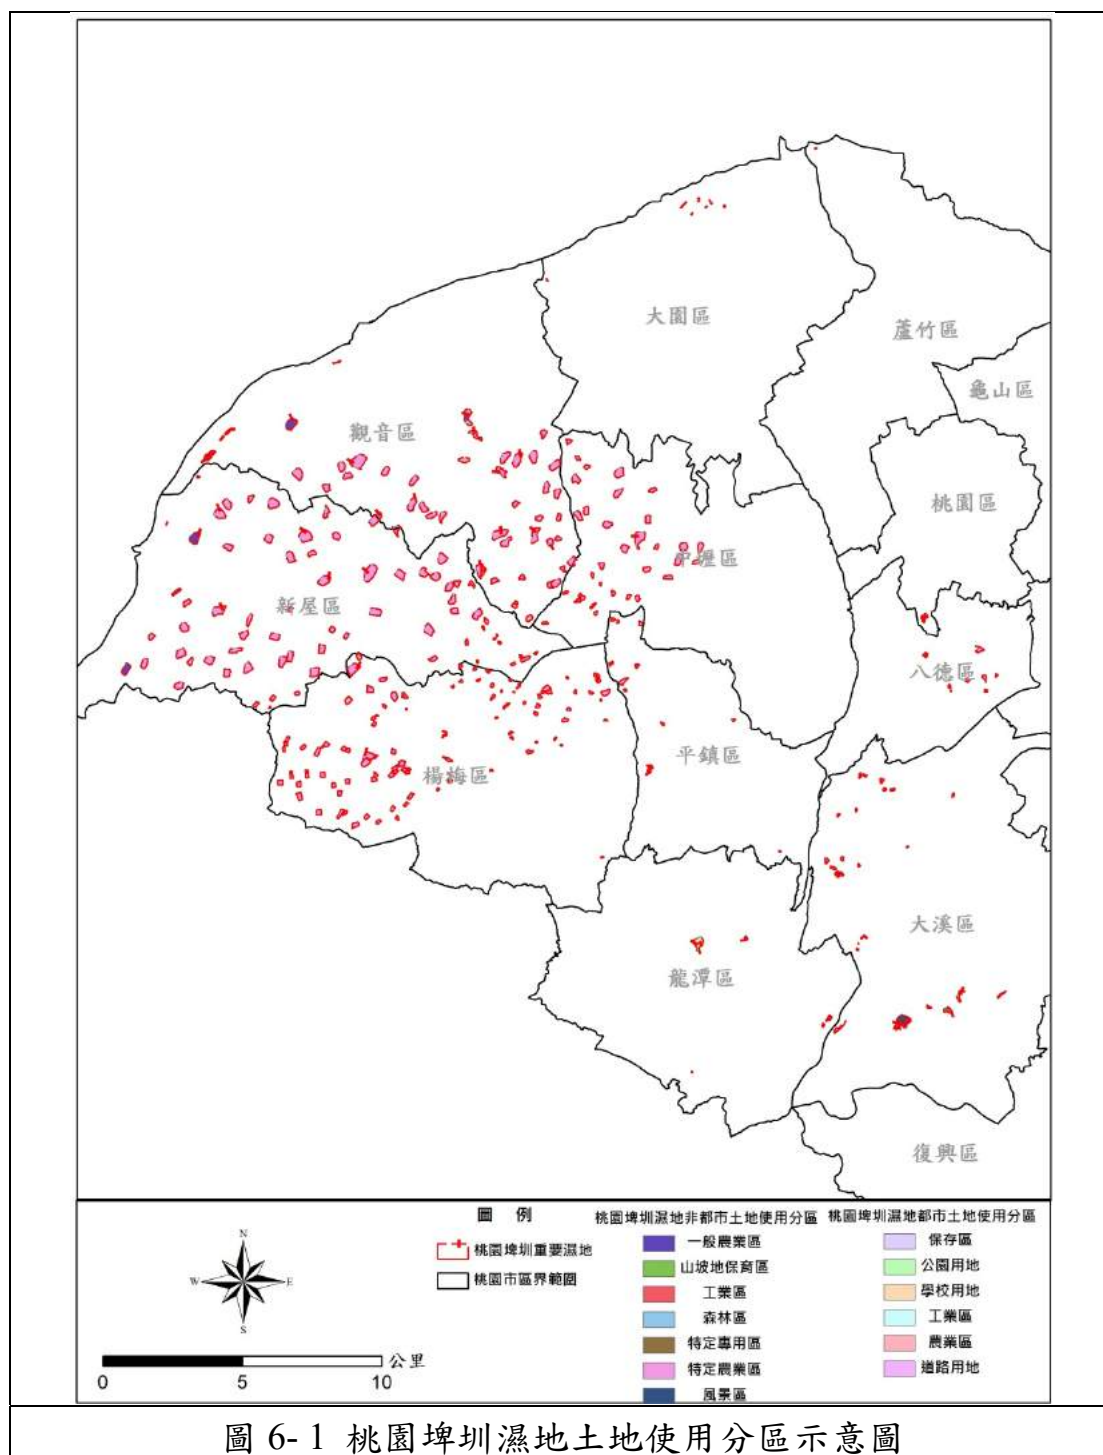 大園區
蘆竹區
龜山區
觀音區
桃園區
中壢區
新屋區
八德區
平鎮區
楊梅區
大溪區
龍潭區
復興區
圖 例
桃園埤圳重要濕地
桃園市區界範圍
N
W
E
S
公里
0 5 10
桃園埤圳濕地非都市土地使用分區
一般農業區
山坡地保育區
工業區
森林區
特定專用區
特定農業區
風景區
桃園埤圳濕地都市土地使用分區
保存區
公園用地
學校用地
工業區
農業區
道路用地
圖 6- 1 桃園埤圳濕地土地使用分區示意圖